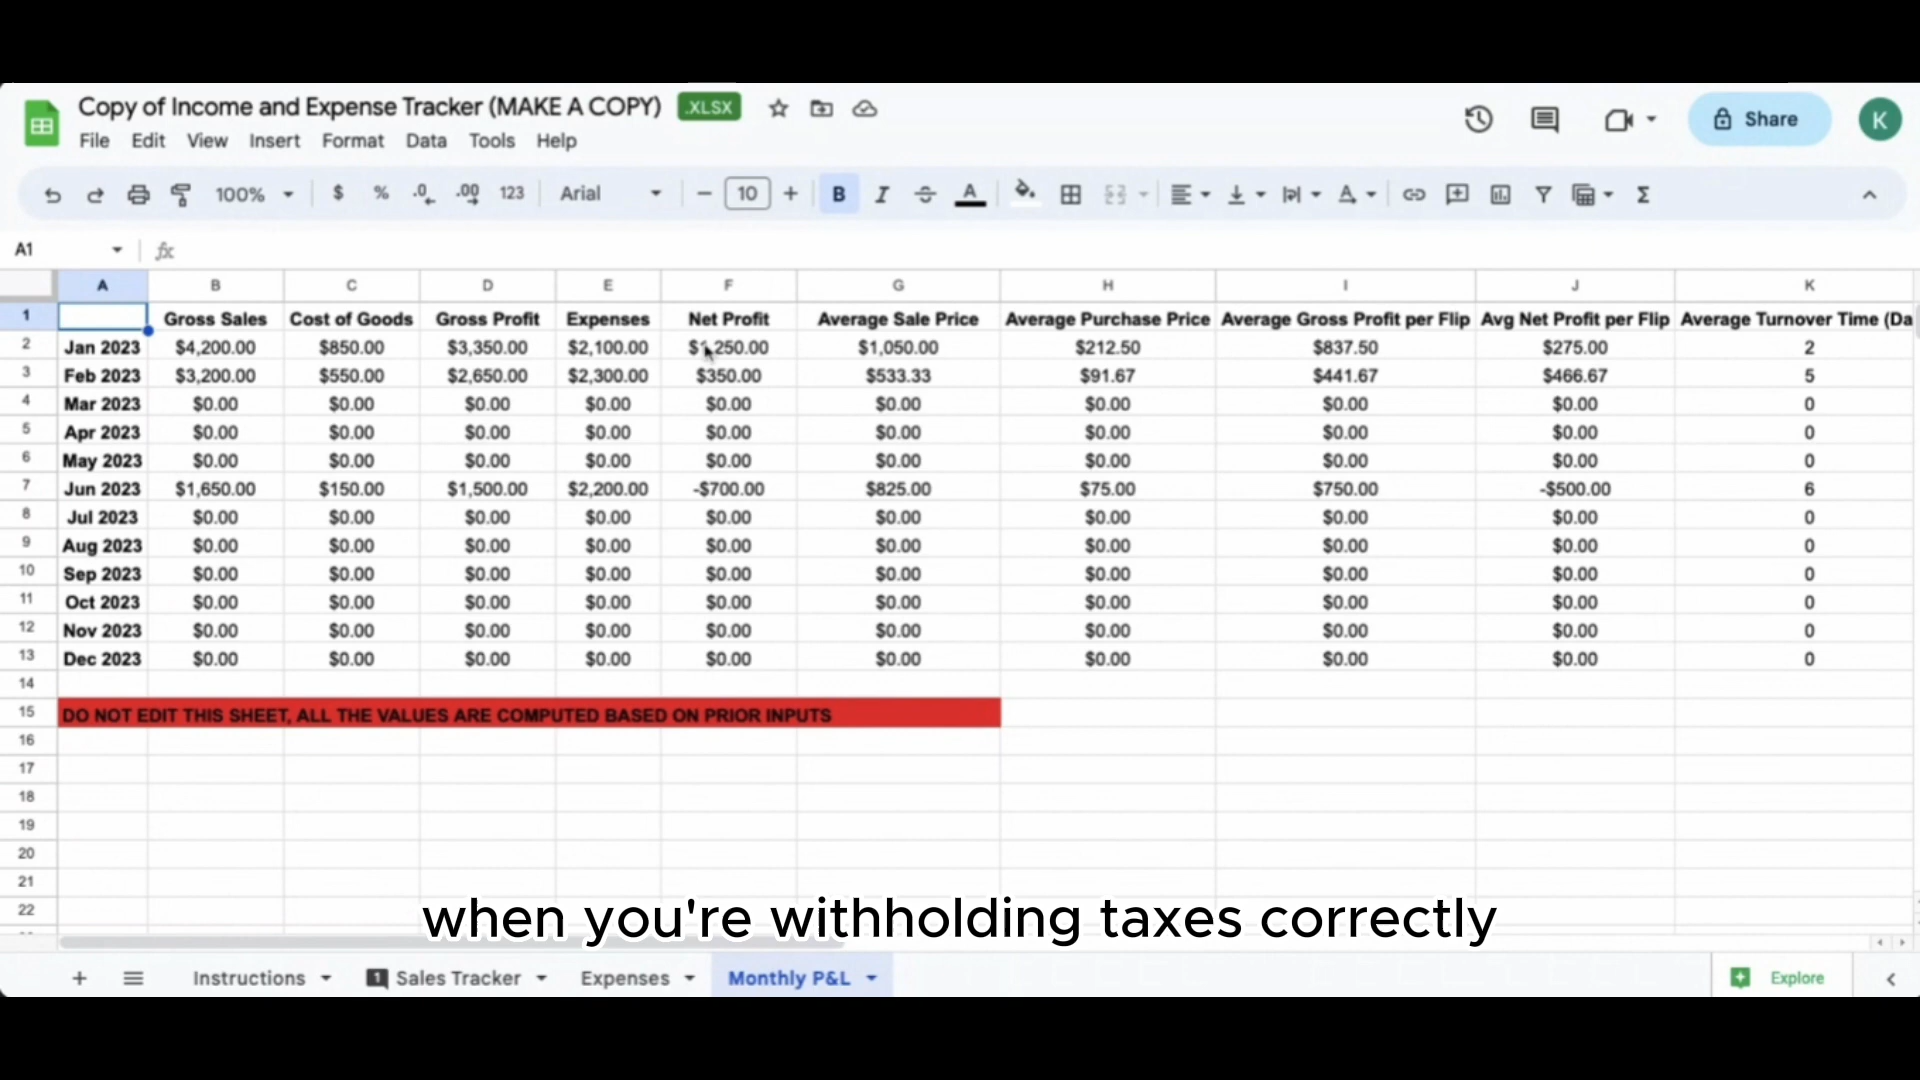 Copy of Income and Expense Tracker (MAKE A COPY) .XLSX
Share K
File Edit View Insert Format Data Tools Help
100% $ % .0 .00 123 Arial 10 B I A
A1 fx
A B C D E F G H I J K
1 Gross Sales Cost of Goods Gross Profit Expenses Net Profit Average Sale Price Average Purchase Price Average Gross Profit per Flip Avg Net Profit per Flip Average Turnover Time (Da
2 Jan 2023 $4,200.00 $850.00 $3,350.00 $2,100.00 $1,250.00 $1,050.00 $212.50 $837.50 $275.00 2
3 Feb 2023 $3,200.00 $550.00 $2,650.00 $2,300.00 $350.00 $533.33 $91.67 $441.67 $466.67 5
4 Mar 2023 $0.00 $0.00 $0.00 $0.00 $0.00 $0.00 $0.00 $0.00 $0.00 0
5 Apr 2023 $0.00 $0.00 $0.00 $0.00 $0.00 $0.00 $0.00 $0.00 $0.00 0
6 May 2023 $0.00 $0.00 $0.00 $0.00 $0.00 $0.00 $0.00 $0.00 $0.00 0
7 Jun 2023 $1,650.00 $150.00 $1,500.00 $2,200.00 -$700.00 $825.00 $75.00 $750.00 -$500.00 6
8 Jul 2023 $0.00 $0.00 $0.00 $0.00 $0.00 $0.00 $0.00 $0.00 $0.00 0
9 Aug 2023 $0.00 $0.00 $0.00 $0.00 $0.00 $0.00 $0.00 $0.00 $0.00 0
10 Sep 2023 $0.00 $0.00 $0.00 $0.00 $0.00 $0.00 $0.00 $0.00 $0.00 0
11 Oct 2023 $0.00 $0.00 $0.00 $0.00 $0.00 $0.00 $0.00 $0.00 $0.00 0
12 Nov 2023 $0.00 $0.00 $0.00 $0.00 $0.00 $0.00 $0.00 $0.00 $0.00 0
13 Dec 2023 $0.00 $0.00 $0.00 $0.00 $0.00 $0.00 $0.00 $0.00 $0.00 0
14
15 DO NOT EDIT THIS SHEET, ALL THE VALUES ARE COMPUTED BASED ON PRIOR INPUTS
16
17
18
19
20
21
22
when you're withholding taxes correctly
Instructions 1 Sales Tracker Expenses Monthly P&L Explore